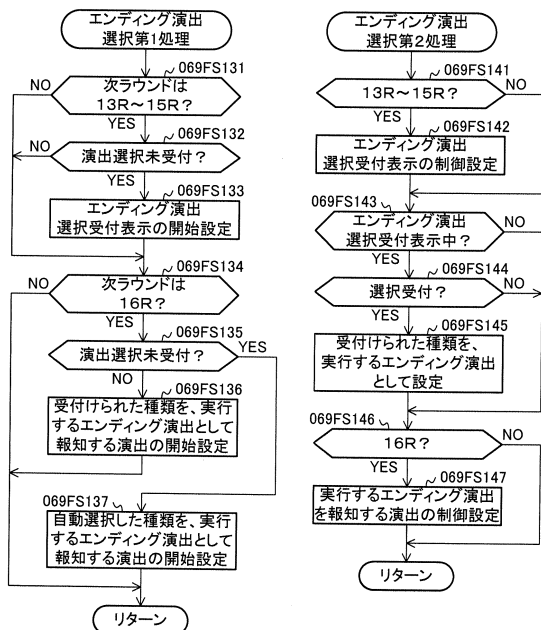 エンディング演出
選択第1処理
069FS131
次ラウンドは
13R~15R?
NO
YES
069FS132
演出選択未受付?
NO
YES
069FS133
エンディング演出
選択受付表示の開始設定
069FS134
次ラウンドは
16R?
NO
YES
069FS135
演出選択未受付?
YES
NO
069FS136
受付けられた種類を、実行
するエンディング演出として
報知する演出の開始設定
069FS137
自動選択した種類を、実行
するエンディング演出として
報知する演出の開始設定
リターン
エンディング演出
選択第2処理
069FS141
13R~15R?
NO
YES
069FS142
エンディング演出
選択受付表示の制御設定
069FS143
エンディング演出
選択受付表示中?
NO
YES
069FS144
選択受付?
NO
YES
069FS145
受付けられた種類を、
実行するエンディング演出
として設定
069FS146
16R?
NO
YES
069FS147
実行するエンディング演出
を報知する演出の制御設定
リターン